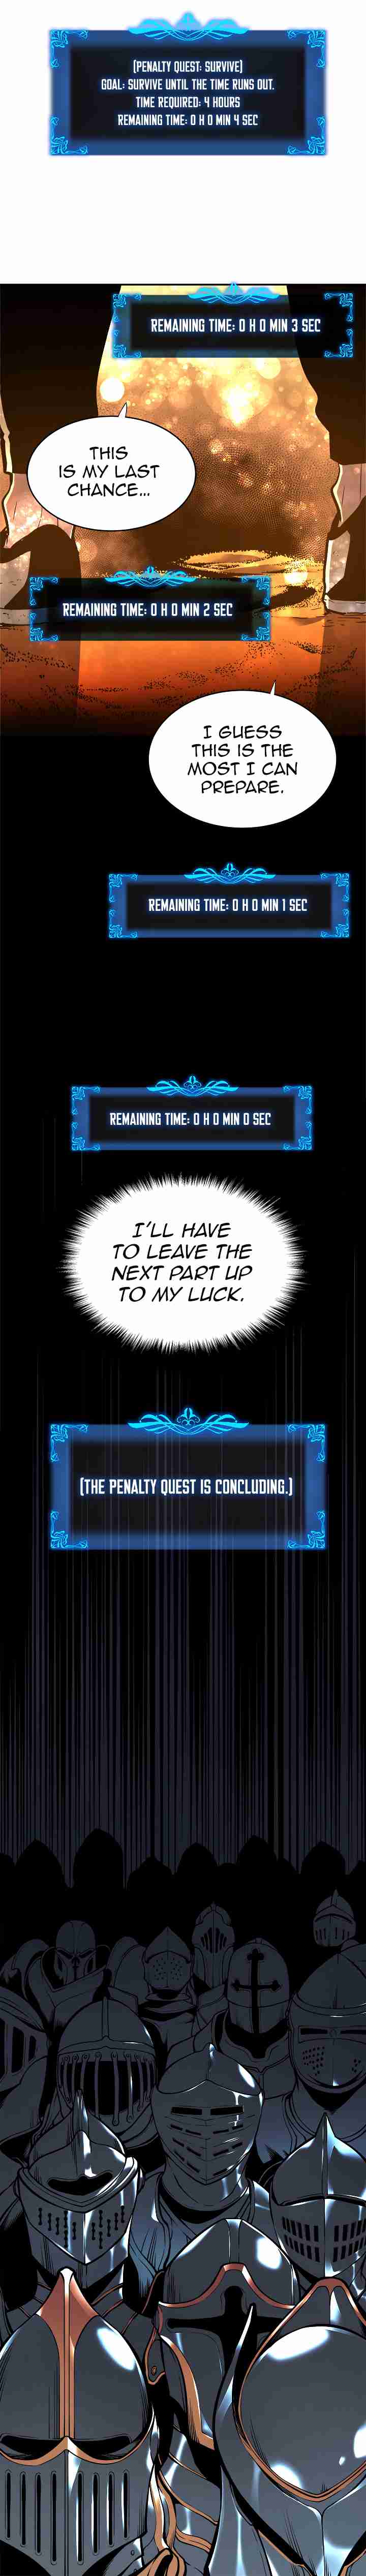 [PENALTY QUEST: SURVIVE]
GOAL: SURVIVE UNTIL THE TIME RUNS OUT.
TIME REQUIRED: 4 HOURS
REMAINING TIME: 0 H 0 MIN 4 SEC
REMAINING TIME: 0 H 0 MIN 3 SEC
THIS
IS MY LAST
CHANCE...
REMAINING TIME: 0 H 0 MIN 2 SEC
I GUESS
THIS IS THE
MOST I CAN
PREPARE.
REMAINING TIME: 0 H 0 MIN 1 SEC
REMAINING TIME: 0 H 0 MIN 0 SEC
I'LL HAVE
TO LEAVE THE
NEXT PART UP
TO MY LUCK.
[THE PENALTY QUEST IS CONCLUDING.]